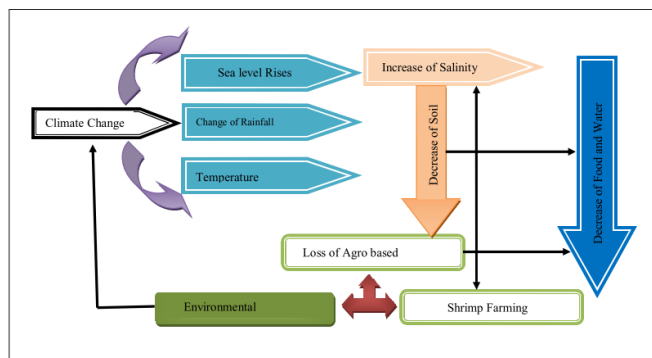 Sea level Rises
Increase of Salinity
Climate Change
Change of Rainfall
Temperature
Decrease of Soil
Decrease of Food and Water
Loss of Agro based
Environmental
Shrimp Farming